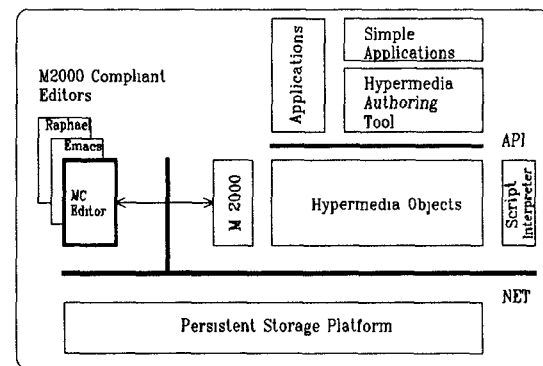 M2000 Compliant
Editors
Raphael
Emacs
MC
Editor
M 2000
Applications
Simple
Applications
Hypermedia
Authoring
Tool
API
Hypermedia Objects
Script
Interpreter
NET
Persistent Storage Platform